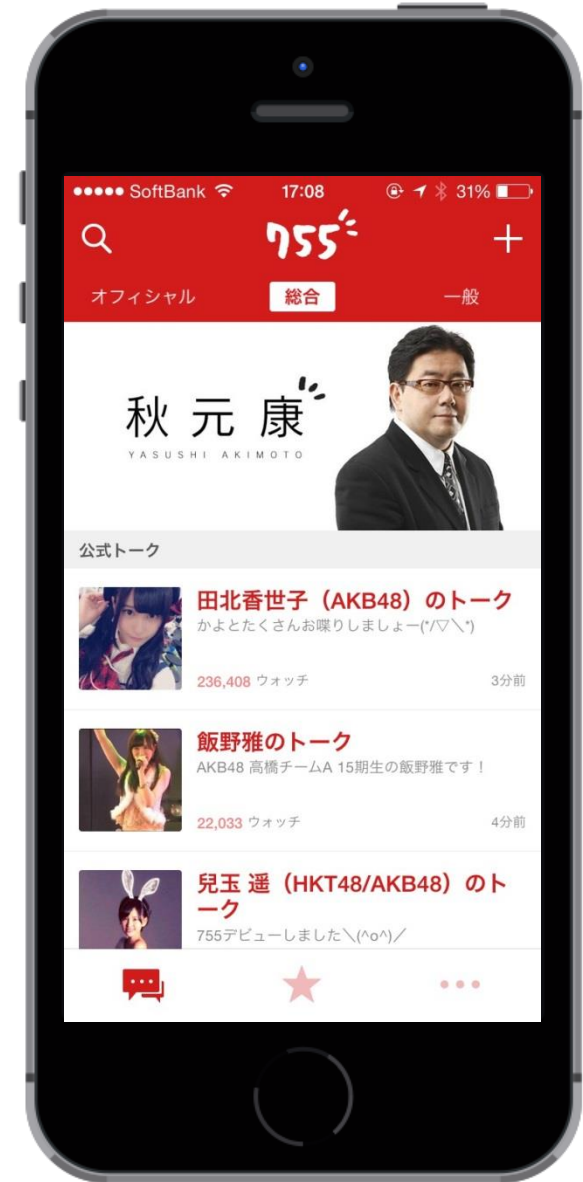 SoftBank 17:08 31%
755
オフィシャル 総合 一般
秋元康
YASUSHI AKIMOTO
公式トーク
田北香世子（AKB48）のトーク
かよとたくさんお喋りしましょー(*/▽＼*)
236,408 ウォッチ 3分前
飯野雅のトーク
AKB48 高橋チームA 15期生の飯野雅です！
22,033 ウォッチ 4分前
兒玉 遥（HKT48/AKB48）のト
ーク
755デビューしました＼(^o^)／